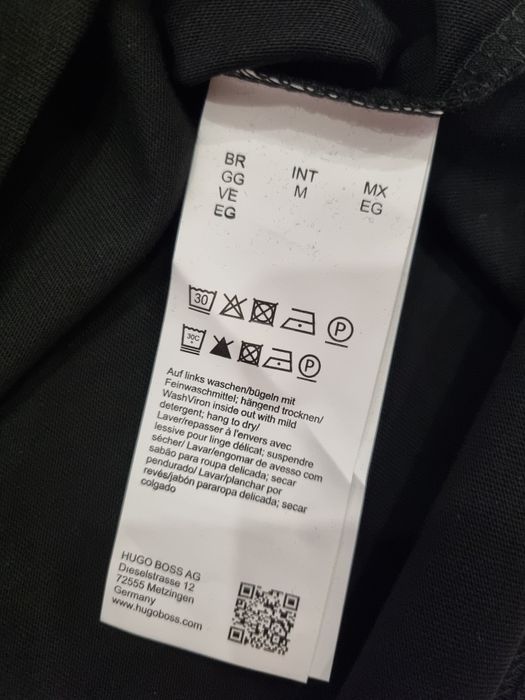 BR
GG
VE
EG
INT
M
MX
EG
30
P
30C
P
Auf links waschen/bügeln mit
Feinwaschmittel; hängend trocknen/
WashViron inside out with mild
detergent; hang to dry/
Laver/repasser à l'envers avec
lessive pour linge délicat; suspendre
sécher/ Lavar/engomar de avesso com
sabão para roupa delicada; secar
pendurado/ Lavar/planchar por
revés/jabón pararopa delicada; secar
colgado
HUGO BOSS AG
Dieselstrasse 12
72555 Metzingen
Germany
www.hugoboss.com